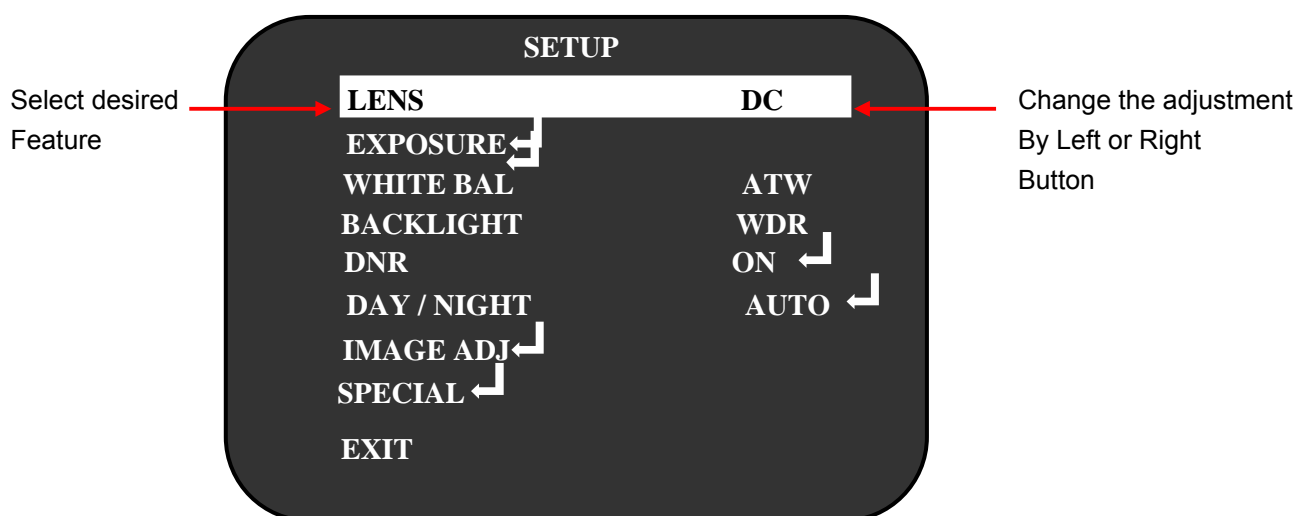 SETUP
Select desired
Feature
LENS DC
Change the adjustment
By Left or Right
Button
EXPOSURE
WHITE BAL ATW
BACKLIGHT WDR
DNR ON
DAY / NIGHT AUTO
IMAGE ADJ
SPECIAL
EXIT